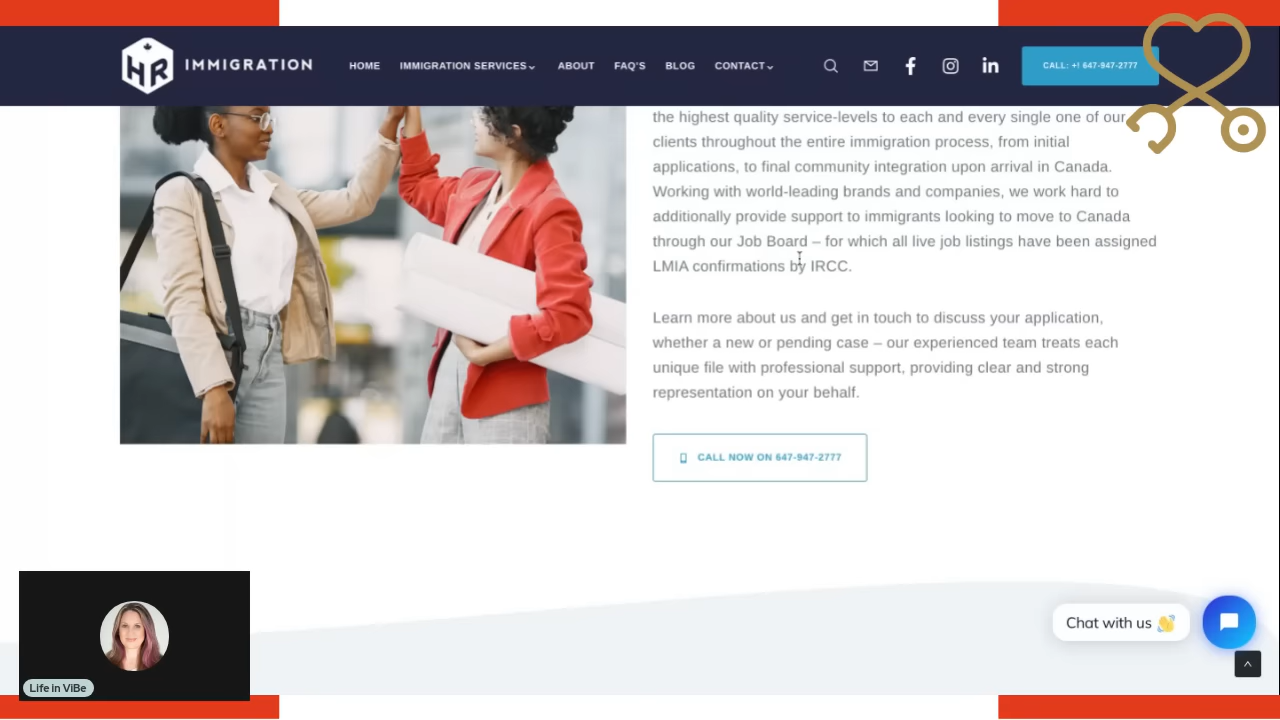 HR IMMIGRATION
HOME IMMIGRATION SERVICES ABOUT FAQ'S BLOG CONTACT
CALL: +! 647-947-2777
the highest quality service-levels to each and every single one of our
clients throughout the entire immigration process, from initial
applications, to final community integration upon arrival in Canada.
Working with world-leading brands and companies, we work hard to
additionally provide support to immigrants looking to move to Canada
through our Job Board – for which all live job listings have been assigned
LMIA confirmations by IRCC.
Learn more about us and get in touch to discuss your application,
whether a new or pending case – our experienced team treats each
unique file with professional support, providing clear and strong
representation on your behalf.
CALL NOW ON 647-947-2777
Chat with us 👋
Life in ViBe